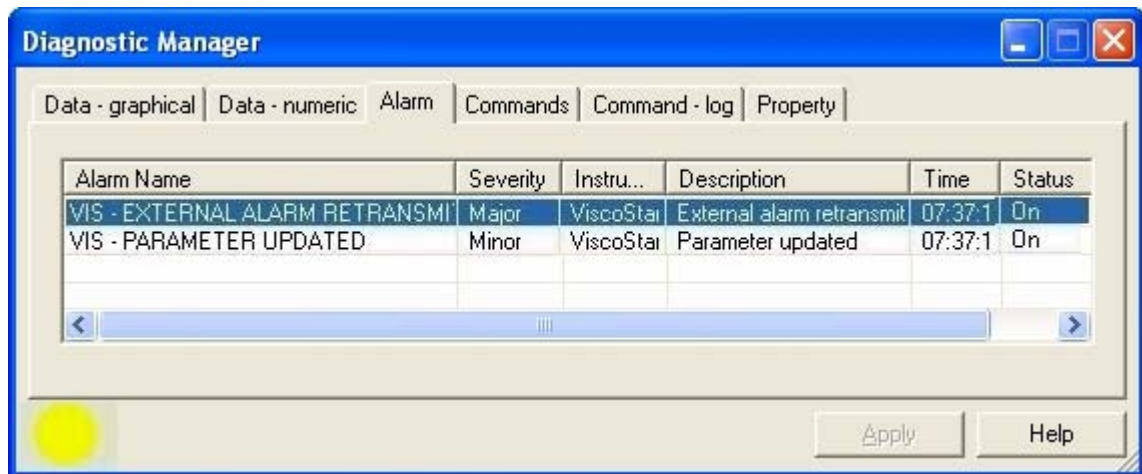 Diagnostic Manager
Data - graphical Data - numeric Alarm Commands Command - log Property
Alarm Name Severity Instru... Description Time Status
VIS - EXTERNAL ALARM RETRANSMI Major ViscoStar External alarm retransmit 07:37:1 On
VIS - PARAMETER UPDATED Minor ViscoStar Parameter updated 07:37:1 On
Apply Help